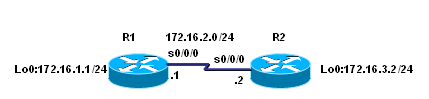 R1 172.16.2.0/24 R2
s0/0/0 s0/0/0
Lo0:172.16.1.1/24 Lo0:172.16.3.2/24
.1 .2